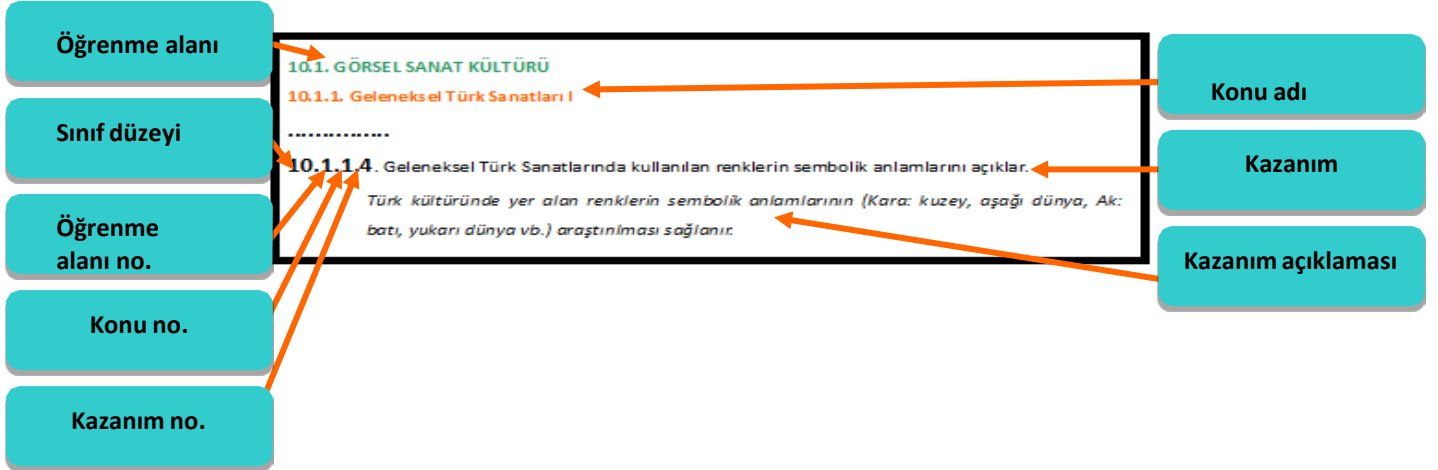 Öğrenme alanı
Sınıf düzeyi
Öğrenme
alanı no.
Konu no.
Kazanım no.
10.1. GÖRSEL SANAT KÜLTÜRÜ
10.1.1. Geleneksel Türk Sanatları I
...............
10.1.1.4. Geleneksel Türk Sanatlarında kullanılan renklerin sembolik anlamlarını açıklar.
Türk kültüründe yer alan renklerin sembolik anlamlarının (Kara: kuzey, aşağı dünya, Ak:
batı, yukarı dünya vb.) araştırılması sağlanır.
Konu adı
Kazanım
Kazanım açıklaması